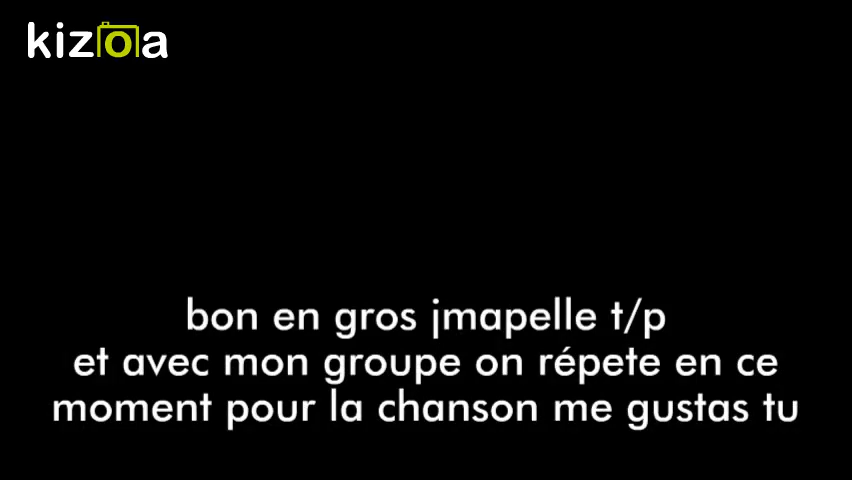 kizoa
bon en gros jmapelle t/p
et avec mon groupe on répete en ce
moment pour la chanson me gustas tu